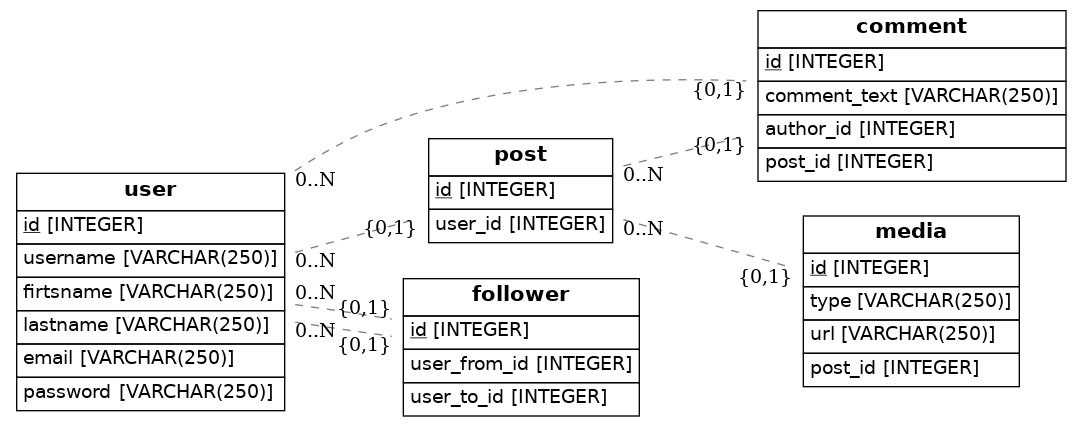 comment
id [INTEGER]
comment_text [VARCHAR(250)]
author_id [INTEGER]
post_id [INTEGER]
{0,1}
{0,1}
post
id [INTEGER]
user_id [INTEGER]
0..N
0..N
{0,1}
user
id [INTEGER]
username [VARCHAR(250)]
firtsname [VARCHAR(250)]
lastname [VARCHAR(250)]
email [VARCHAR(250)]
password [VARCHAR(250)]
0..N
0..N
0..N
0..N
{0,1}
{0,1}
follower
id [INTEGER]
user_from_id [INTEGER]
user_to_id [INTEGER]
{0,1}
media
id [INTEGER]
type [VARCHAR(250)]
url [VARCHAR(250)]
post_id [INTEGER]